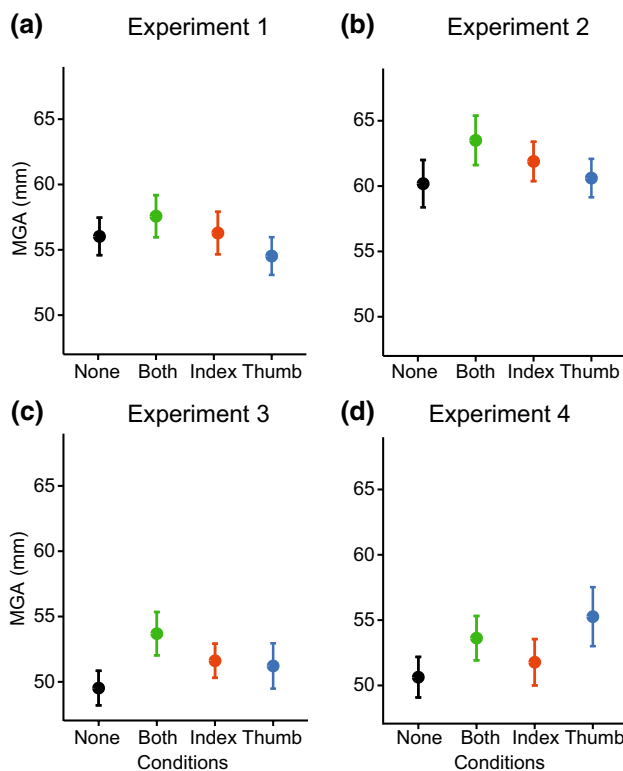 (a) Experiment 1
(b) Experiment 2
MGA (mm)
65
60
55
50
65
60
55
50
None Both Index Thumb
None Both Index Thumb
(c) Experiment 3
(d) Experiment 4
MGA (mm)
65
60
55
50
65
60
55
50
None Both Index Thumb
Conditions
None Both Index Thumb
Conditions